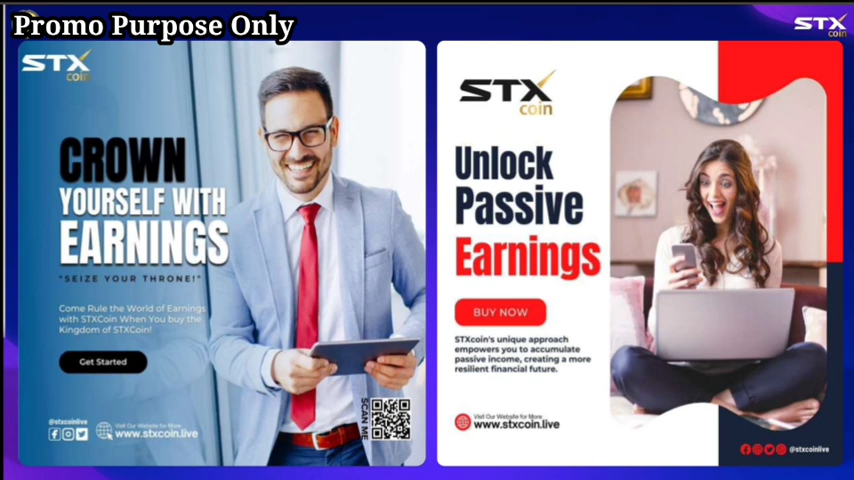 Promo Purpose Only
STX
coin
STX
coin
CROWN
YOURSELF WITH
EARNINGS
"SEIZE YOUR THRONE!"
Come Rule the World of Earnings
with STXCoin When You buy the
Kingdom of STXCoin!
Get Started
@stxcoinlive
Visit Our Website for More
www.stxcoin.live
SCAN ME
STX
coin
Unlock
Passive
Earnings
BUY NOW
STXcoin's unique approach
empowers you to accumulate
passive income, creating a more
resilient financial future.
Visit Our Website for More
www.stxcoin.live
@stxcoinlive